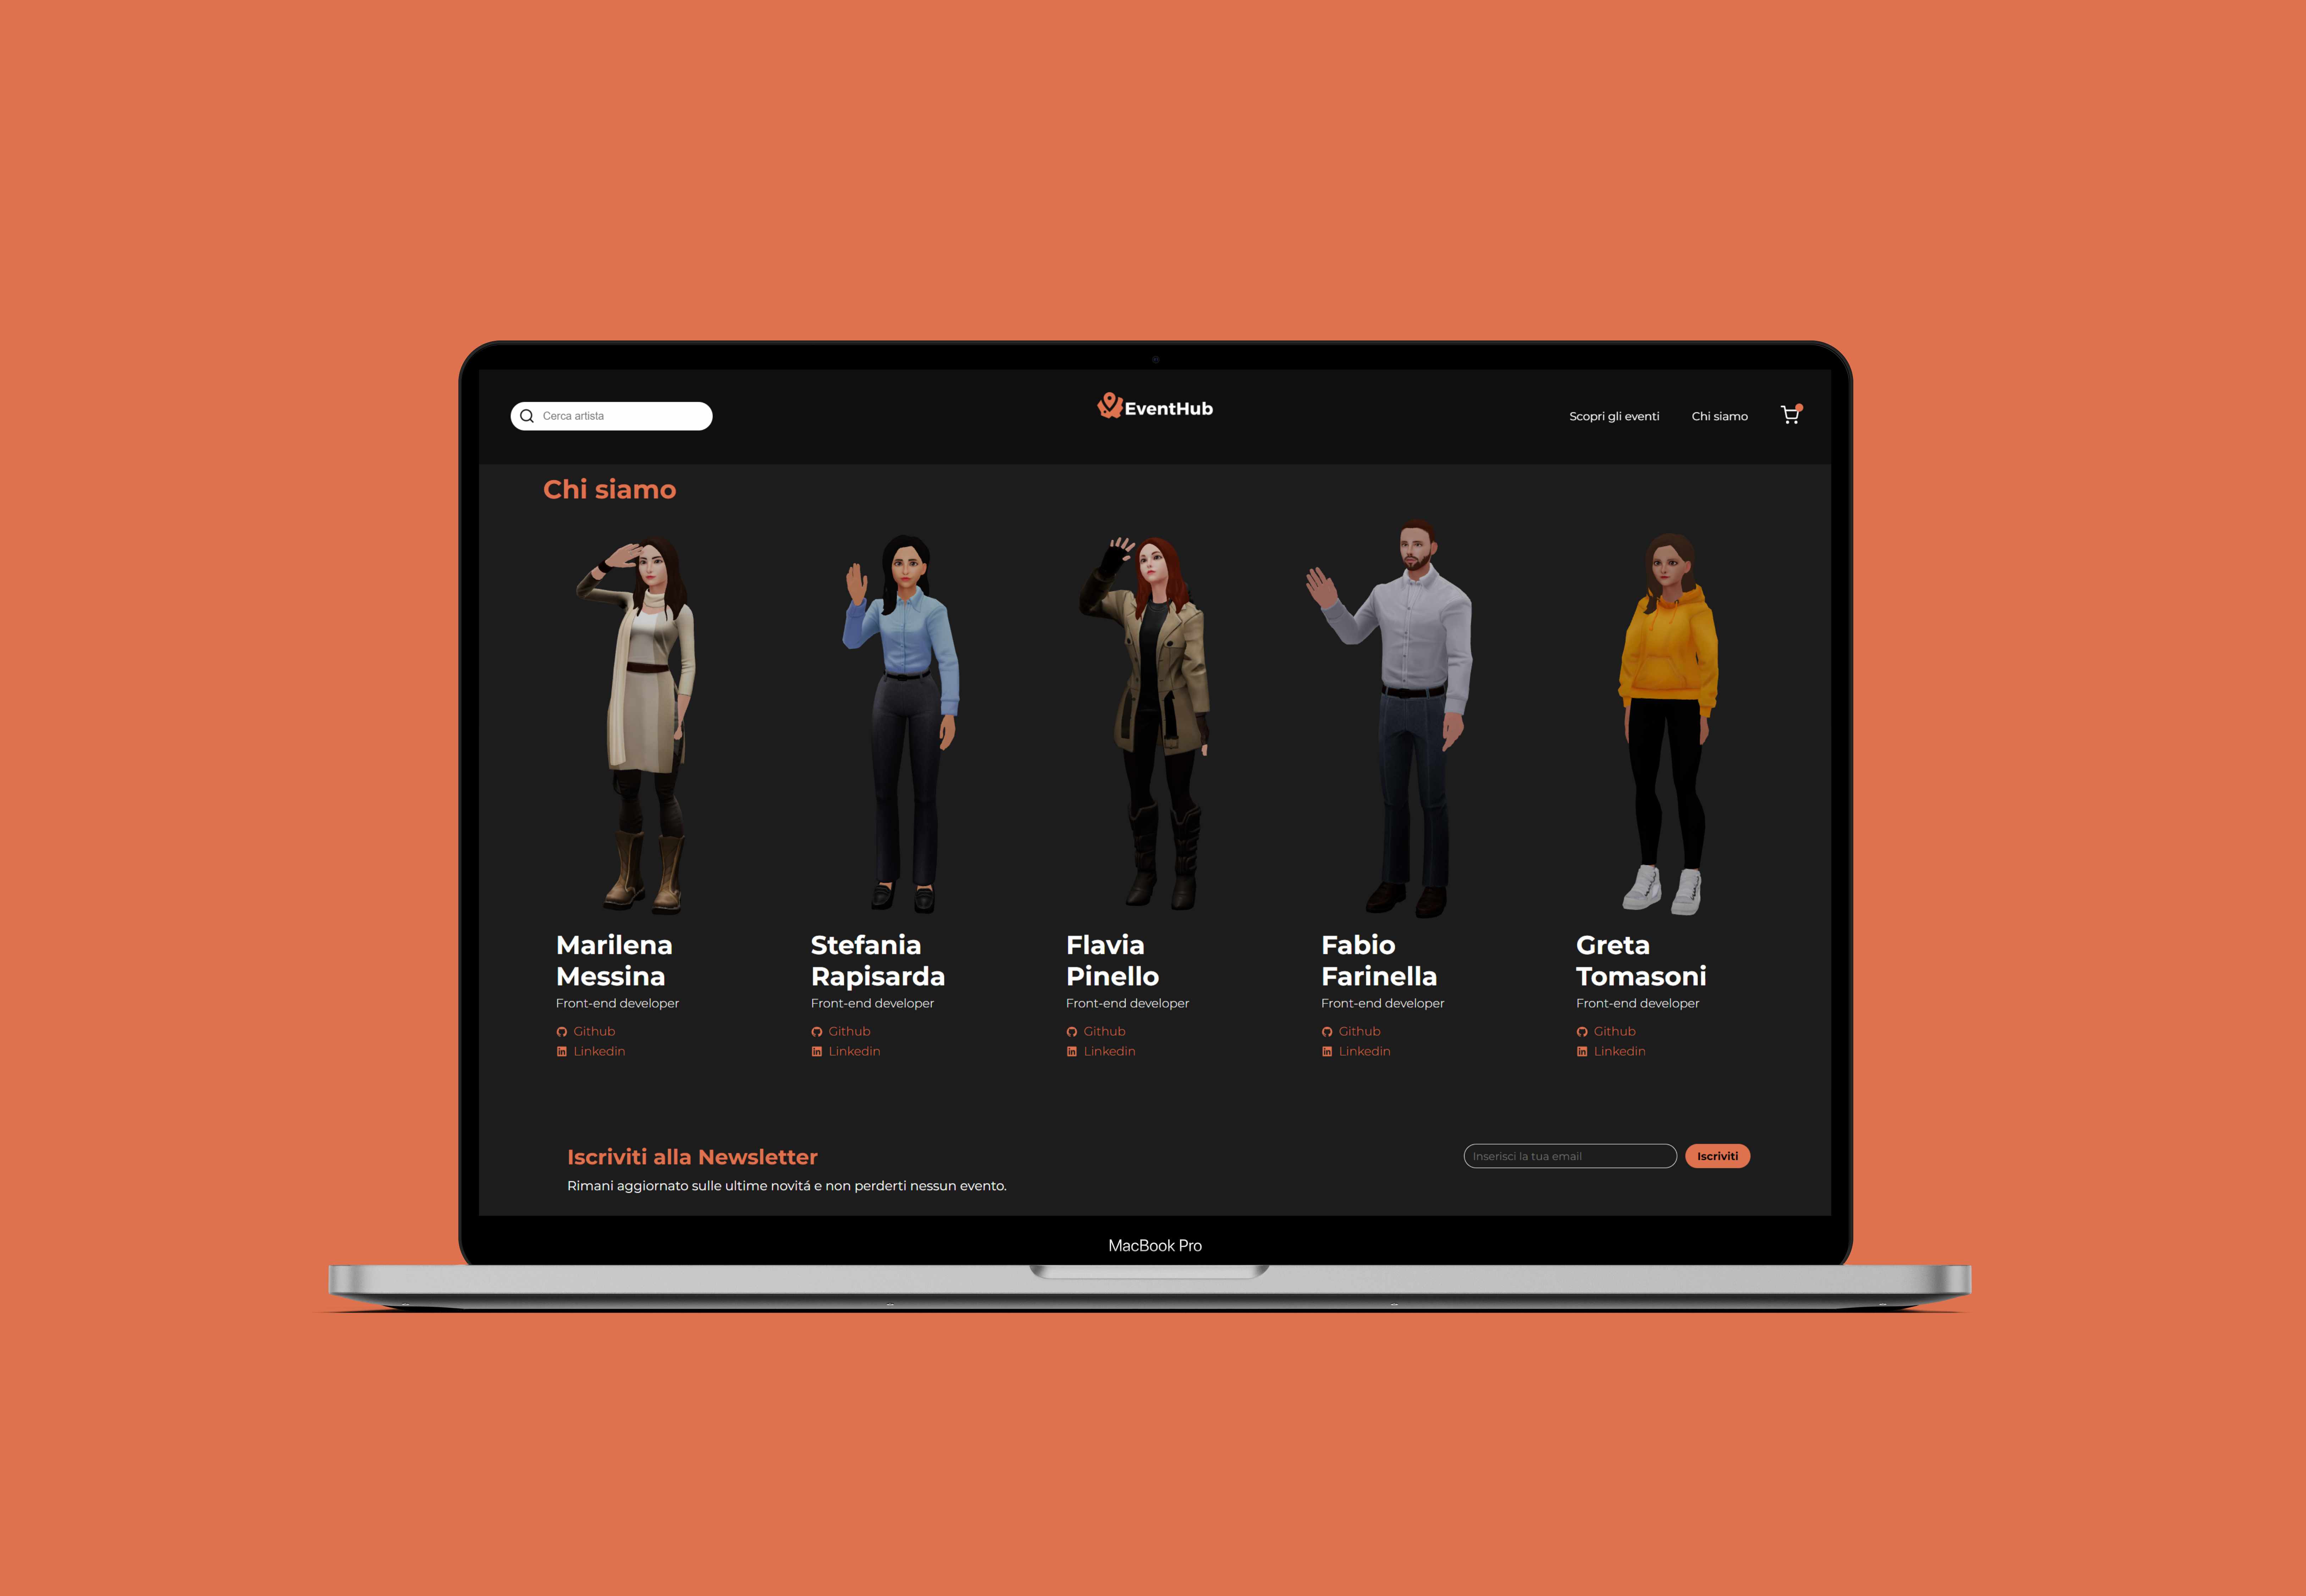 Cerca artista
EventHub
Scopri gli eventi
Chi siamo
Chi siamo
Marilena
Messina
Front-end developer
Github
Linkedin
Stefania
Rapisarda
Front-end developer
Github
Linkedin
Flavia
Pinello
Front-end developer
Github
Linkedin
Fabio
Farinella
Front-end developer
Github
Linkedin
Greta
Tomasoni
Front-end developer
Github
Linkedin
Iscriviti alla Newsletter
Rimani aggiornato sulle ultime novitá e non perderti nessun evento.
Inserisci la tua email
Iscriviti
MacBook Pro